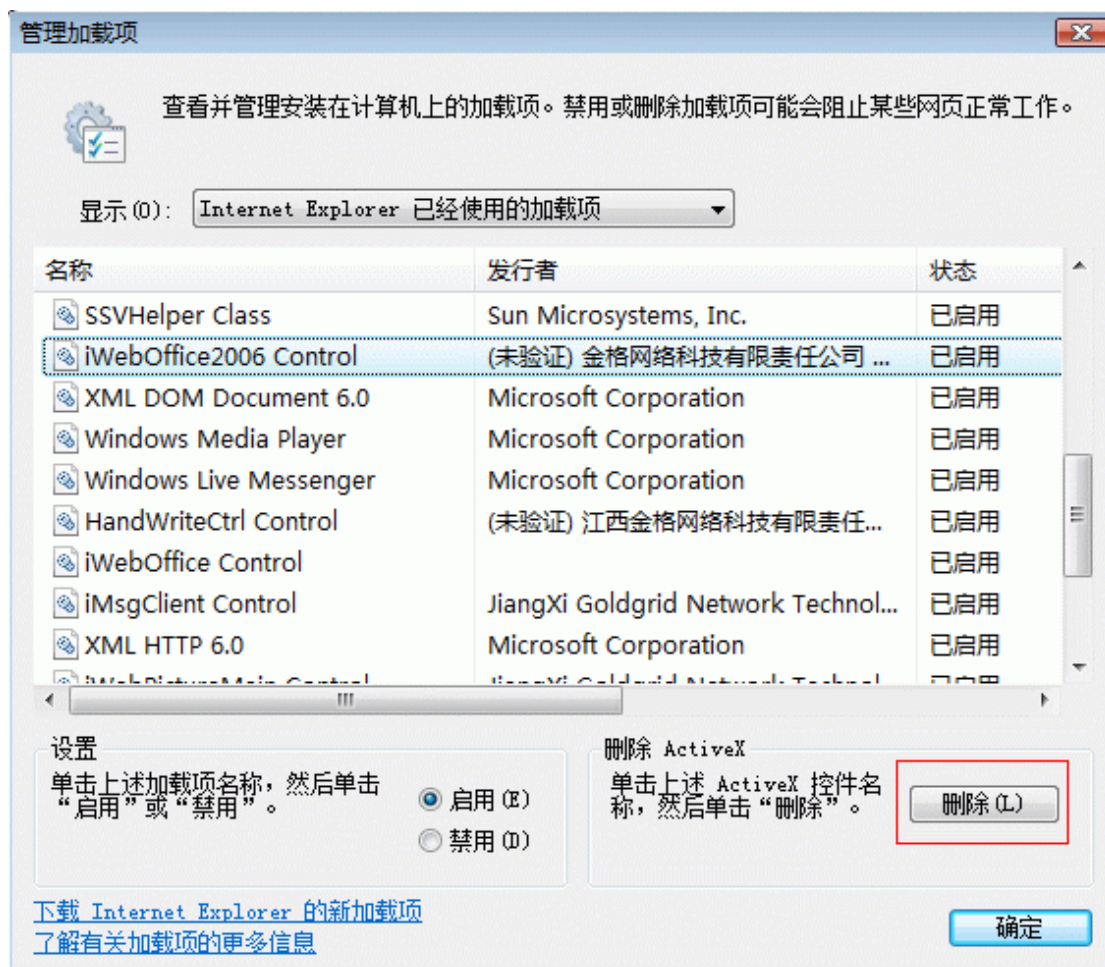 管理加载项
查看并管理安装在计算机上的加载项。禁用或删除加载项可能会阻止某些网页正常工作。
显示(O): Internet Explorer 已经使用的加载项
名称 发行者 状态
SSVHelper Class Sun Microsystems, Inc. 已启用
iWebOffice2006 Control (未验证) 金格网络科技有限责任公司 ... 已启用
XML DOM Document 6.0 Microsoft Corporation 已启用
Windows Media Player Microsoft Corporation 已启用
Windows Live Messenger Microsoft Corporation 已启用
HandWriteCtrl Control (未验证) 江西金格网络科技有限责任... 已启用
iWebOffice Control 已启用
iMsgClient Control JiangXi Goldgrid Network Technol... 已启用
XML HTTP 6.0 Microsoft Corporation 已启用
设置
单击上述加载项名称，然后单击
“启用”或“禁用”。
启用(E)
禁用(D)
删除 ActiveX
单击上述 ActiveX 控件名
称，然后单击“删除”。
删除(L)
下载 Internet Explorer 的新加载项
了解有关加载项的更多信息
确定